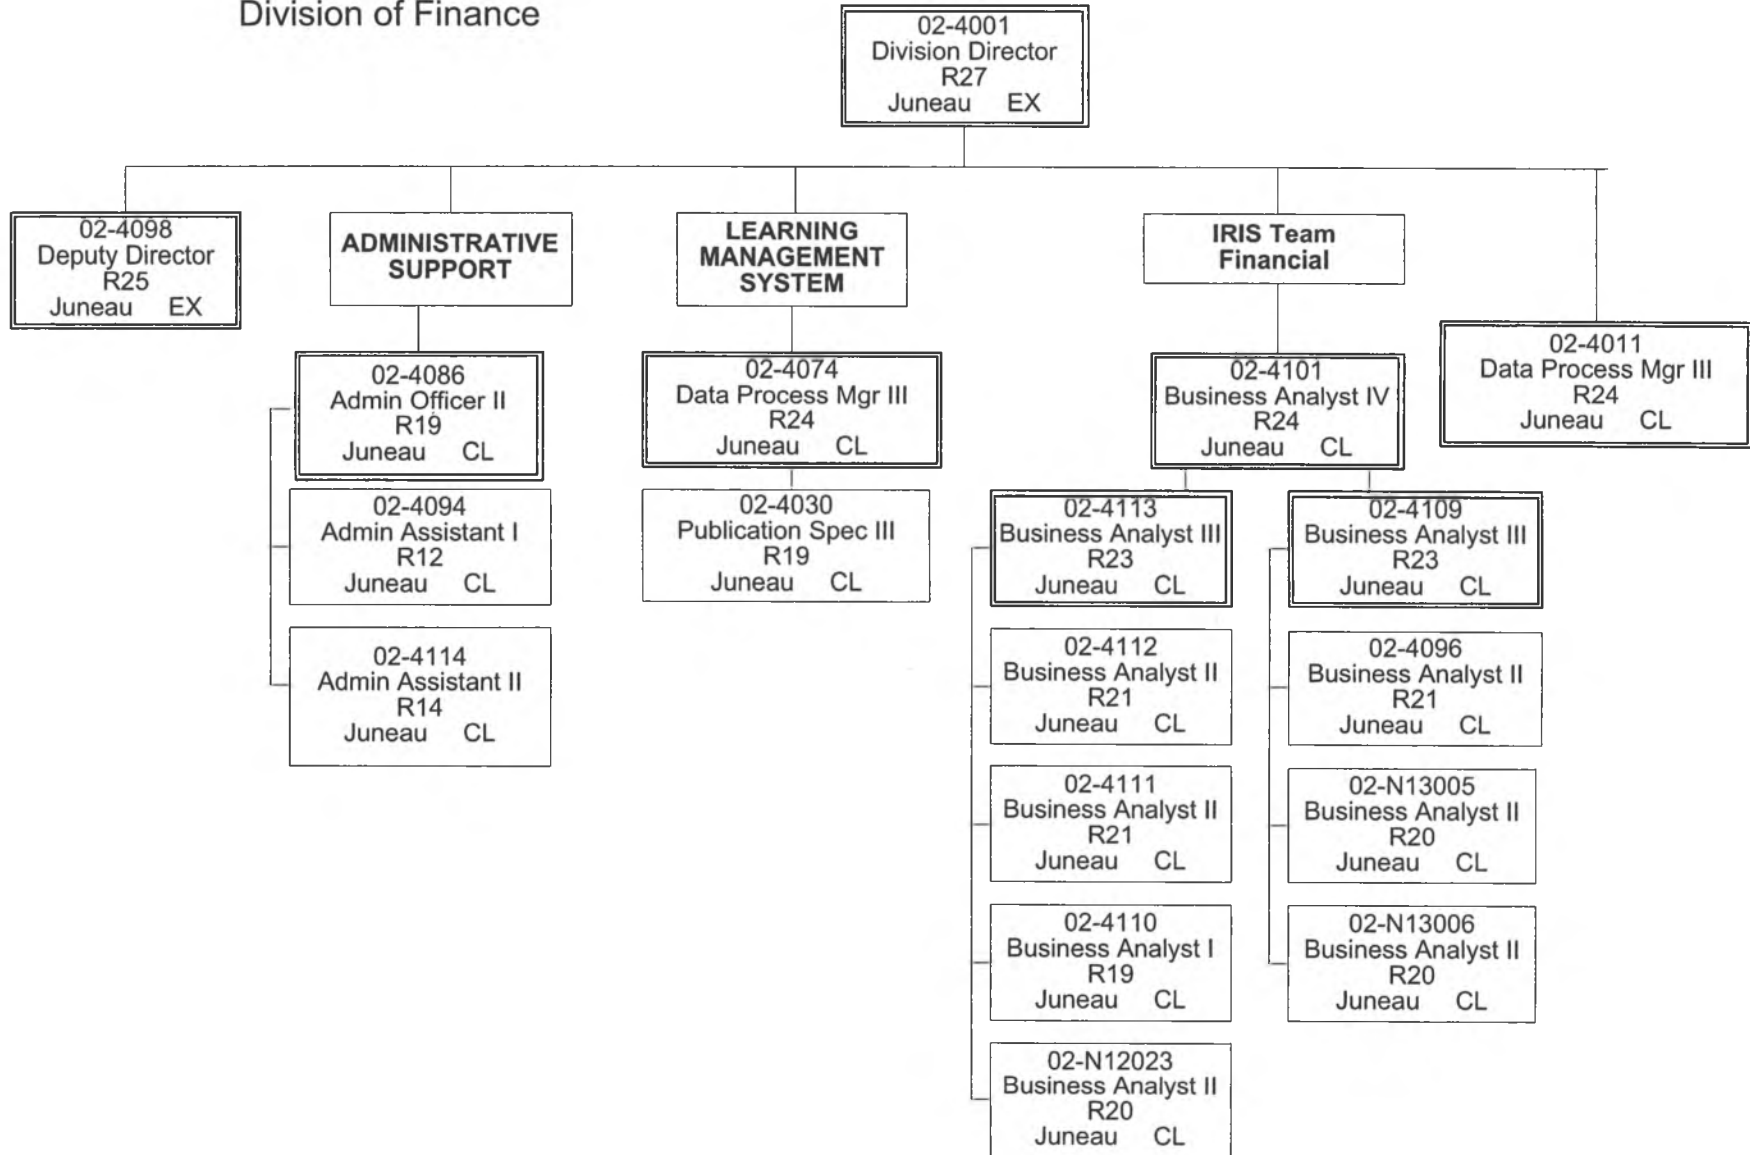 Division of Finance
02-4001
Division Director
R27
Juneau EX
02-4098
Deputy Director
R25
Juneau EX
ADMINISTRATIVE
SUPPORT
02-4086
Admin Officer II
R19
Juneau CL
02-4094
Admin Assistant I
R12
Juneau CL
02-4114
Admin Assistant II
R14
Juneau CL
LEARNING
MANAGEMENT
SYSTEM
02-4074
Data Process Mgr III
R24
Juneau CL
02-4030
Publication Spec III
R19
Juneau CL
IRIS Team
Financial
02-4101
Business Analyst IV
R24
Juneau CL
02-4113
Business Analyst III
R23
Juneau CL
02-4112
Business Analyst II
R21
Juneau CL
02-4111
Business Analyst II
R21
Juneau CL
02-4110
Business Analyst I
R19
Juneau CL
02-N12023
Business Analyst II
R20
Juneau CL
02-4109
Business Analyst III
R23
Juneau CL
02-4096
Business Analyst II
R21
Juneau CL
02-N13005
Business Analyst II
R20
Juneau CL
02-N13006
Business Analyst II
R20
Juneau CL
02-4011
Data Process Mgr III
R24
Juneau CL